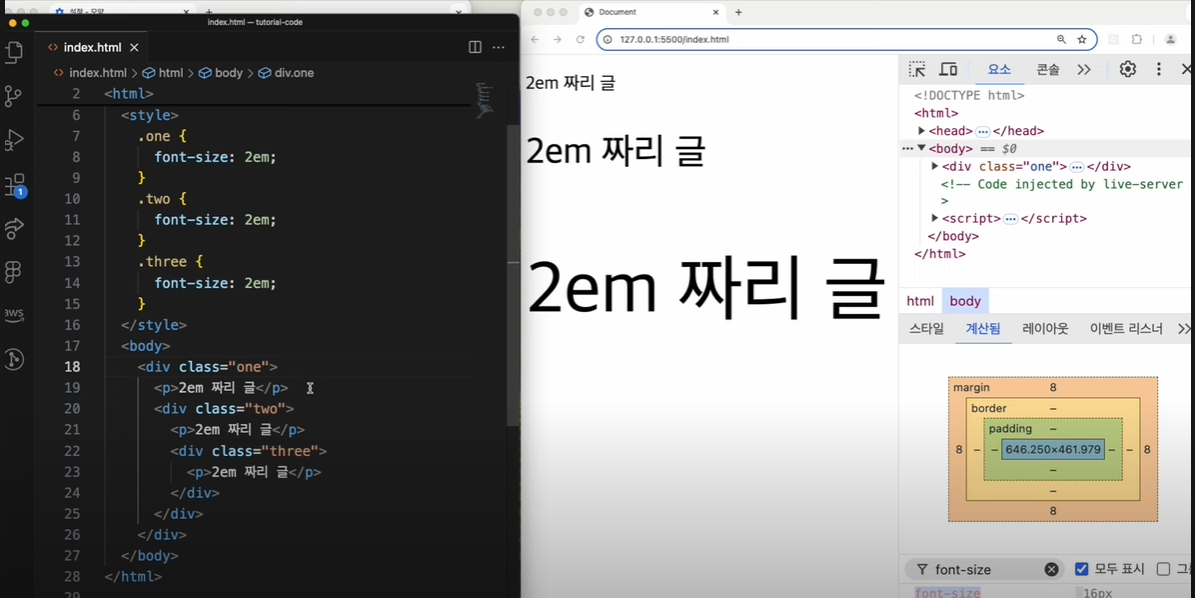 설정 - 모양
index.html — tutorial-code
index.html
index.html > html > body > div.one
2 <html>
6 <style>
7 .one {
8 font-size: 2em;
9 }
10 .two {
11 font-size: 2em;
12 }
13 .three {
14 font-size: 2em;
15 }
16 </style>
17 <body>
18 <div class="one">
19 <p>2em 짜리 글</p>
20 <div class="two">
21 <p>2em 짜리 글</p>
22 <div class="three">
23 <p>2em 짜리 글</p>
24 </div>
25 </div>
26 </div>
27 </body>
28 </html>
29
1
aws
Document
127.0.0.1:5500/index.html
2em 짜리 글
2em 짜리 글
2em 짜리 글
요소 콘솔
<!DOCTYPE html>
<html>
<head> ⋯ </head>
<body> == $0
<div class="one"> ⋯ </div>
<!-- Code injected by live-server
>
<script> ⋯ </script>
</body>
</html>
html body
스타일 계산됨 레이아웃 이벤트 리스너
margin 8
border –
padding –
8 – – 646.250×461.979 – – 8
–
–
8
font-size 모두 표시
font-size 16px